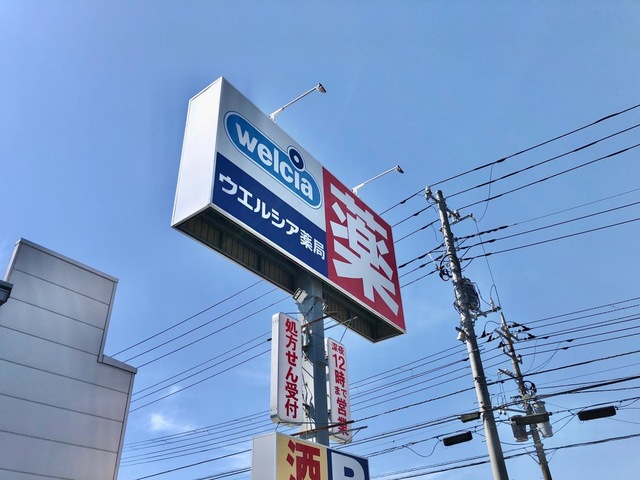 welcia
ウエルシア薬局
薬
処方せん受付
深夜
12時まで営業
酒
P